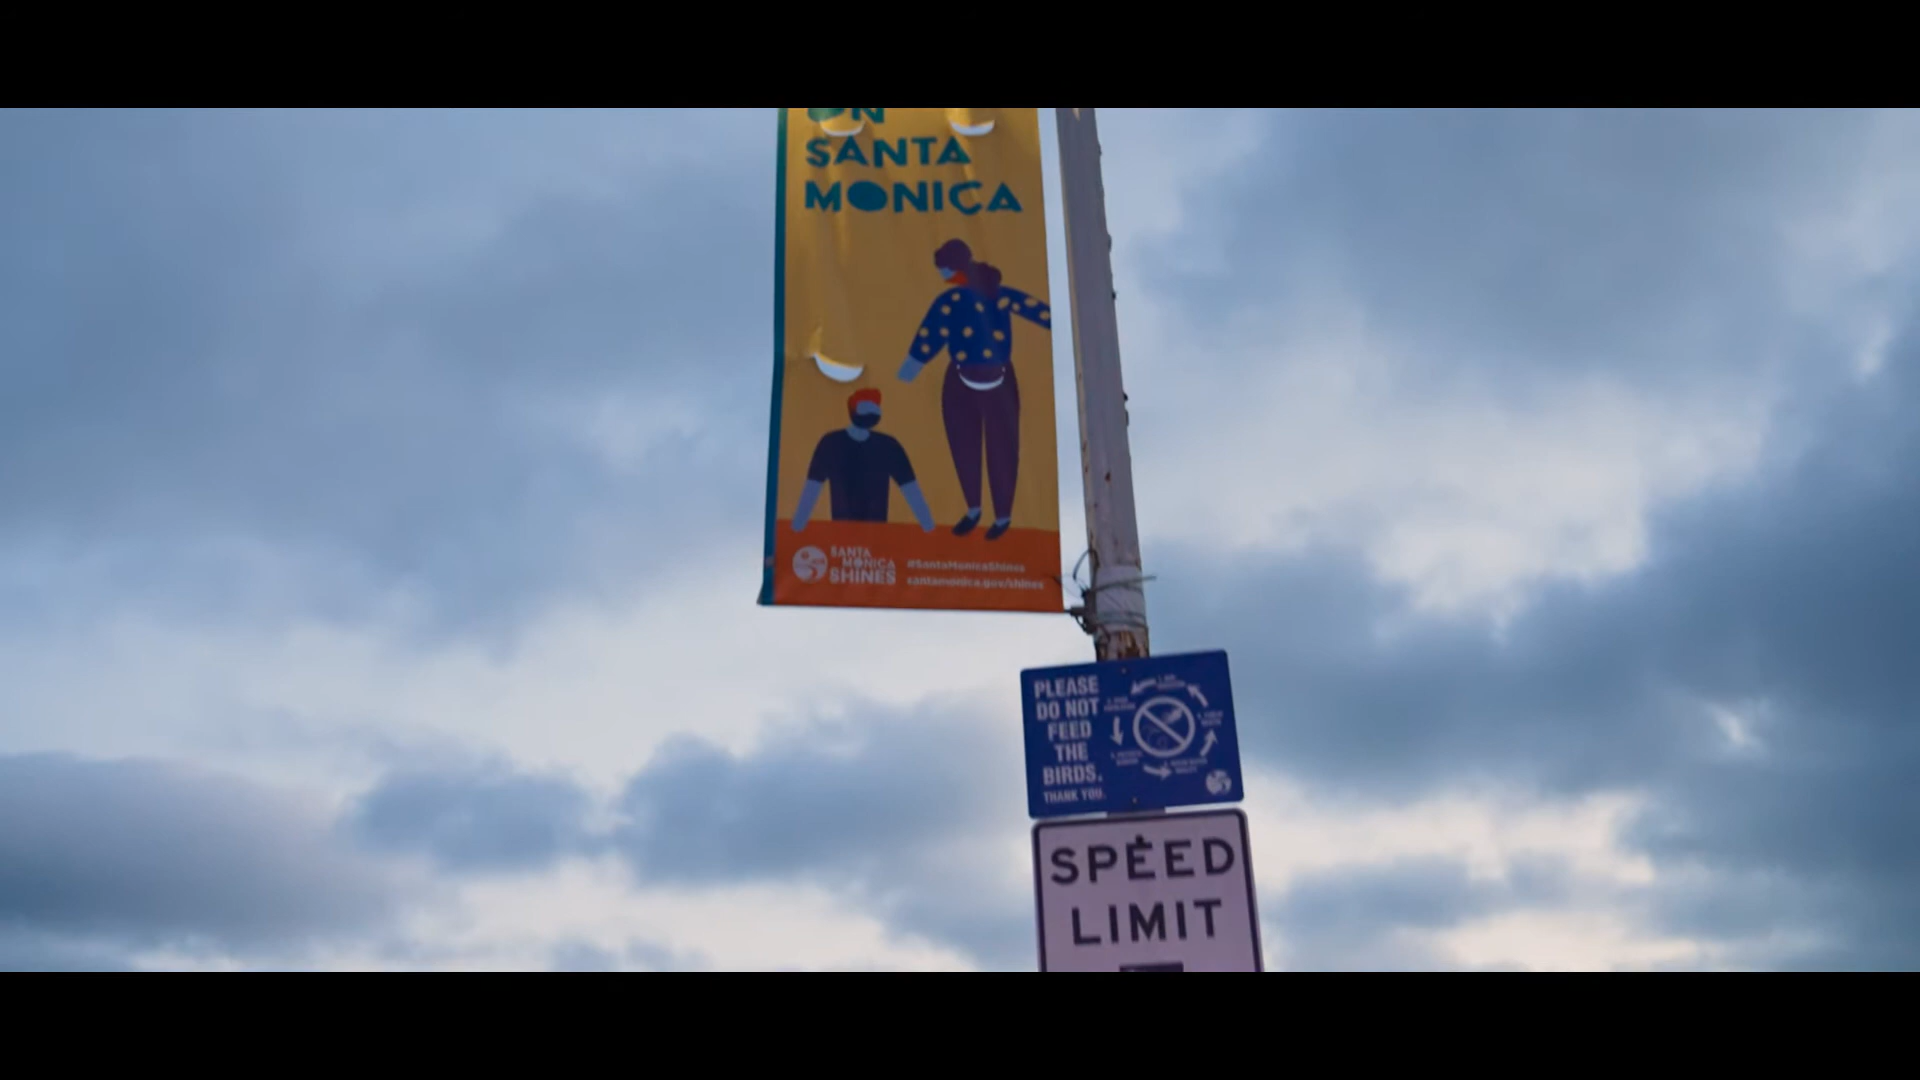 ON
SANTA
MONICA
SANTA
MONICA
SHINES
#SantaMonicaShines
santamonica.gov/shines
PLEASE
DO NOT
FEED
THE
BIRDS.
THANK YOU.
SPEED
LIMIT